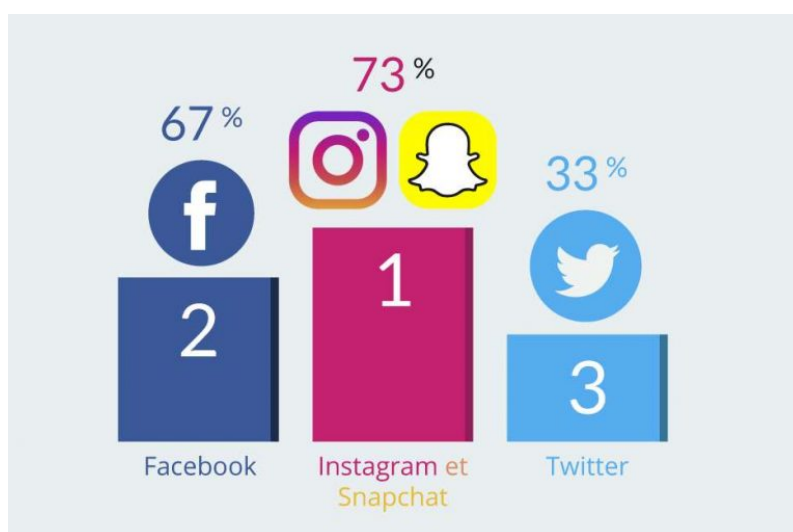 73 %
67 %
33 %
1
2
3
Facebook
Instagram et
Snapchat
Twitter